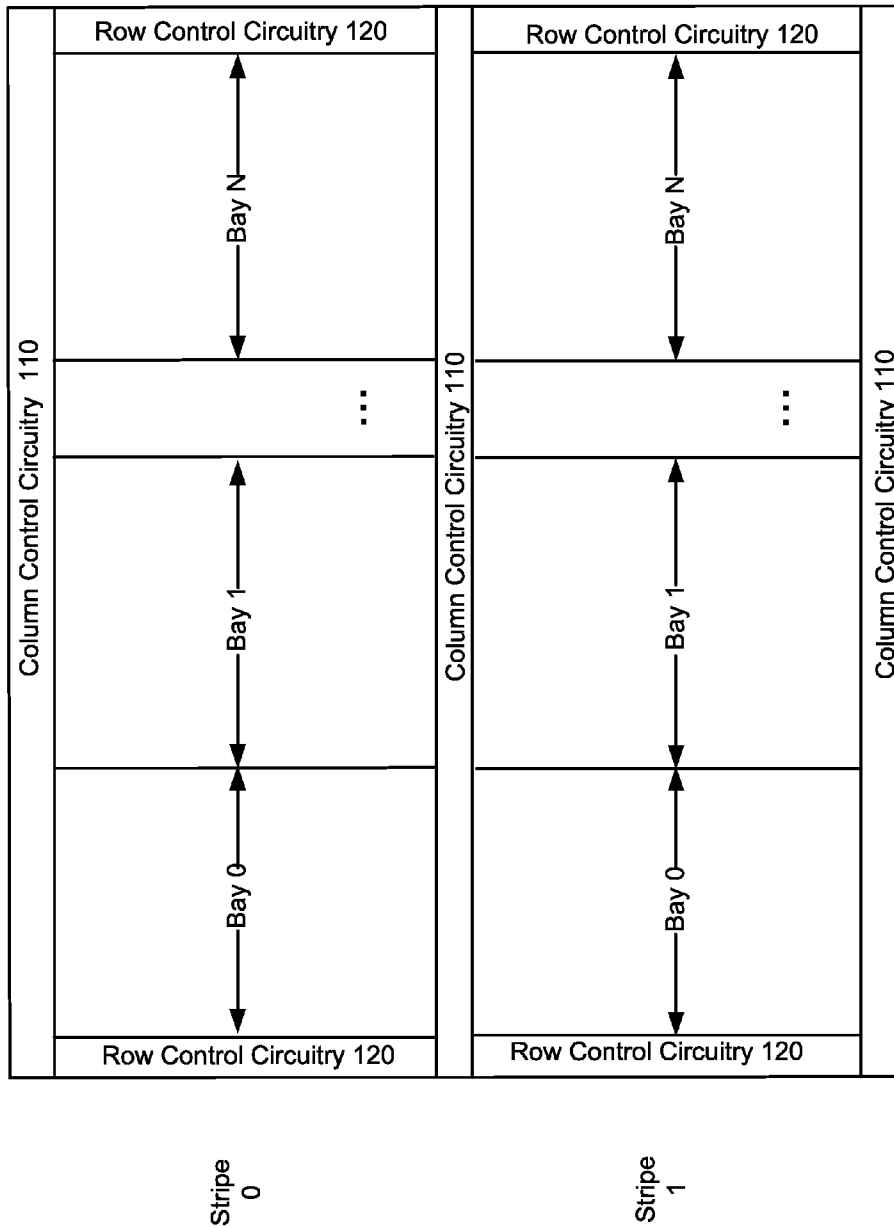 Row Control Circuitry 120
Row Control Circuitry 120
Column Control Circuitry 110
Bay N
Column Control Circuitry 110
Bay N
Column Control Circuitry 110
...
...
Bay 1
Bay 1
Bay 0
Bay 0
Row Control Circuitry 120
Row Control Circuitry 120
Stripe
0
Stripe
1